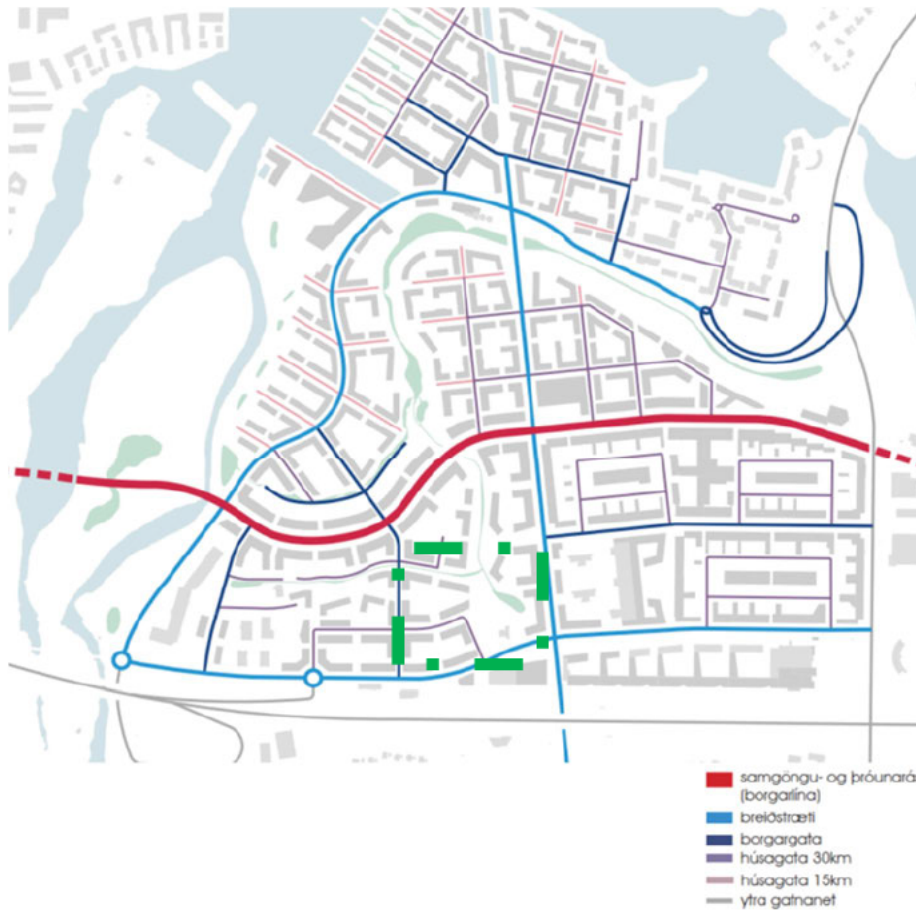 samgöngu- og þróunará
(borgarlína)
breiðstræti
borgargata
húsagata 30km
húsagata 15km
ytra gatnanet